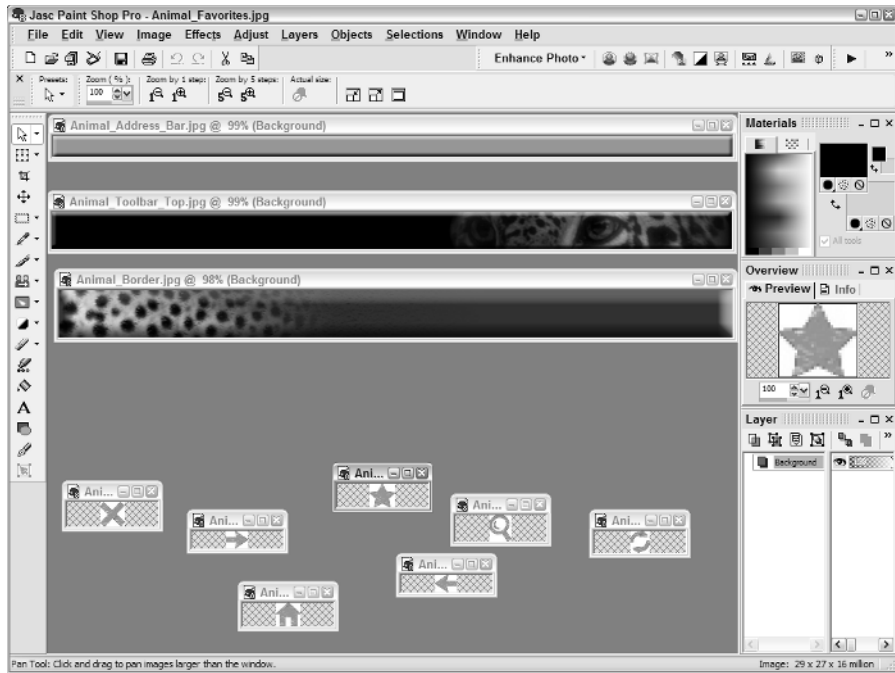 Jasc Paint Shop Pro - Animal_Favorites.jpg
File Edit View Image Effects Adjust Layers Objects Selections Window Help
Enhance Photo
Presets: Zoom ( % ): Zoom by 1 step: Zoom by 5 steps: Actual size:
100
Animal_Address_Bar.jpg @ 99% (Background)
Materials
All tools
Animal_Toolbar_Top.jpg @ 99% (Background)
Animal_Border.jpg @ 98% (Background)
Overview
Preview Info
100
Layer
Background
Ani...
Ani...
Ani...
Ani...
Ani...
Ani...
Ani...
Pan Tool: Click and drag to pan images larger than the window.
Image: 29 x 27 x 16 million